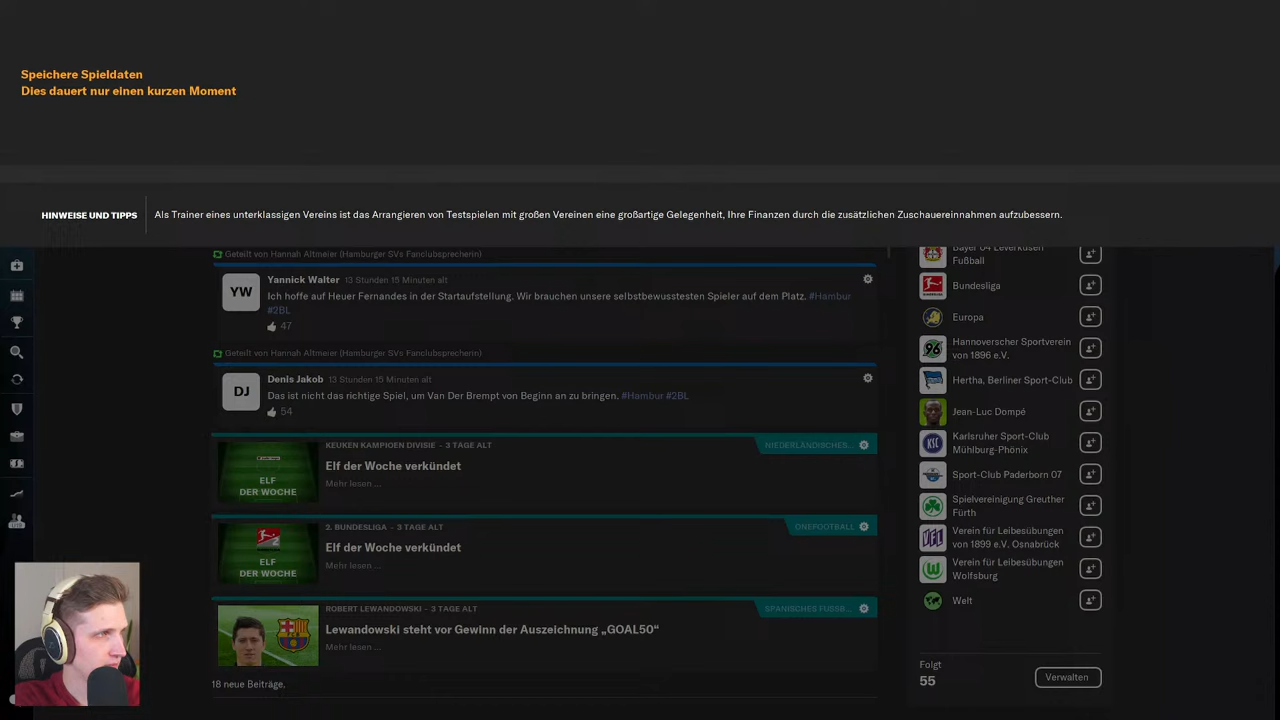 Speichere Spieldaten
Dies dauert nur einen kurzen Moment
HINWEISE UND TIPPS
Als Trainer eines unterklassigen Vereins ist das Arrangieren von Testspielen mit großen Vereinen eine großartige Gelegenheit, Ihre Finanzen durch die zusätzlichen Zuschauereinnahmen aufzubessern.
Geteilt von Hannah Altmeier (Hamburger SVs Fanclubsprecherin)
YW
Yannick Walter 13 Stunden 15 Minuten alt
Ich hoffe auf Heuer Fernandes in der Startaufstellung. Wir brauchen unsere selbstbewusstesten Spieler auf dem Platz. #Hambur
#2BL
47
Geteilt von Hannah Altmeier (Hamburger SVs Fanclubsprecherin)
DJ
Denis Jakob 13 Stunden 15 Minuten alt
Das ist nicht das richtige Spiel, um Van Der Brempt von Beginn an zu bringen. #Hambur #2BL
54
KEUKEN KAMPIOEN DIVISIE - 3 TAGE ALT
NIEDERLÄNDISCHES...
ELF
DER WOCHE
Elf der Woche verkündet
Mehr lesen ...
2. BUNDESLIGA - 3 TAGE ALT
ONEFOOTBALL
ELF
DER WOCHE
Elf der Woche verkündet
Mehr lesen ...
ROBERT LEWANDOWSKI - 3 TAGE ALT
SPANISCHES FUSSB...
Lewandowski steht vor Gewinn der Auszeichnung „GOAL50“
Mehr lesen ...
18 neue Beiträge.
Bayer 04 Leverkusen
Fußball
Bundesliga
Europa
Hannoverscher Sportverein
von 1896 e.V.
Hertha, Berliner Sport-Club
Jean-Luc Dompé
Karlsruher Sport-Club
Mühlburg-Phönix
Sport-Club Paderborn 07
Spielvereinigung Greuther
Fürth
Verein für Leibesübungen
von 1899 e.V. Osnabrück
Verein für Leibesübungen
Wolfsburg
Welt
Folgt
55
Verwalten